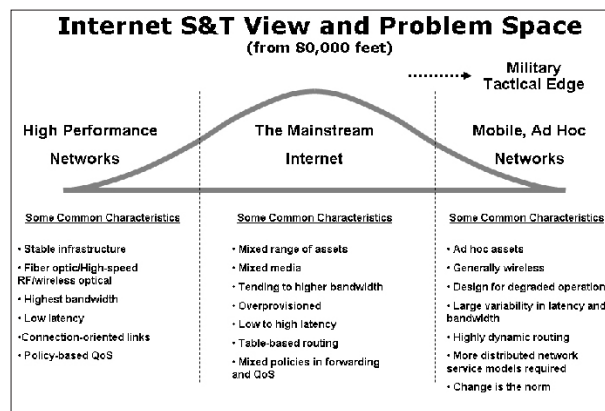 Internet S&T View and Problem Space
(from 80,000 feet)
Military
Tactical Edge
High Performance
Networks
The Mainstream
Internet
Mobile, Ad Hoc
Networks
Some Common Characteristics
• Stable infrastructure
• Fiber optic/High-speed
RF/wireless optical
• Highest bandwidth
• Low latency
•Connection-oriented links
• Policy-based QoS
Some Common Characteristics
• Mixed range of assets
• Mixed media
• Tending to higher bandwidth
• Overprovisioned
• Low to high latency
• Table-based routing
• Mixed policies in forwarding
and QoS
Some Common Characteristics
• Ad hoc assets
• Generally wireless
• Design for degraded operation
• Large variability in latency and
bandwidth
• Highly dynamic routing
• More distributed network
service models required
• Change is the norm